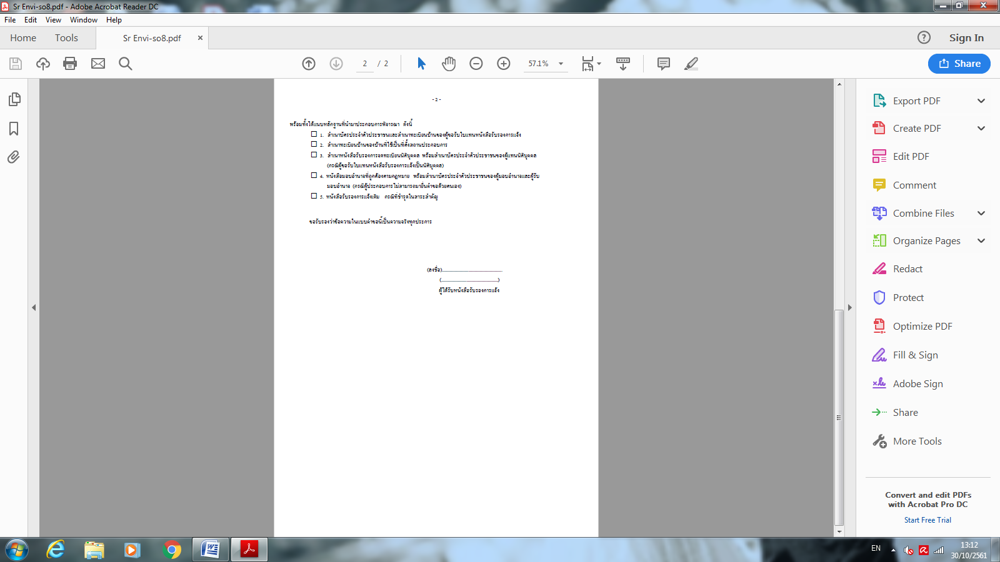 Sr Envi-so8.pdf - Adobe Acrobat Reader DC
File Edit View Window Help
Home Tools Sr Envi-so8.pdf × ? Sign In
2 / 2 57.1% Share
- 2 -
พร้อมทั้งได้แนบหลักฐานที่นำมาประกอบการพิจารณา ดังนี้
1. สำเนาบัตรประจำตัวประชาชนและสำเนาทะเบียนบ้านของผู้ขอรับใบแทนหนังสือรับรองการแจ้ง
2. สำเนาทะเบียนบ้านของบ้านที่ใช้เป็นที่ตั้งสถานประกอบการ
3. สำเนาหนังสือรับรองการจดทะเบียนนิติบุคคล พร้อมสำเนาบัตรประจำตัวประชาชนของผู้แทนนิติบุคคล
(กรณีผู้ขอรับใบแทนหนังสือรับรองการแจ้งเป็นนิติบุคคล)
4. หนังสือมอบอำนาจที่ถูกต้องตามกฎหมาย พร้อมสำเนาบัตรประจำตัวประชาชนของผู้มอบอำนาจและผู้รับ
มอบอำนาจ (กรณีผู้ประกอบการไม่สามารถมายื่นคำขอด้วยตนเอง)
5. หนังสือรับรองการแจ้งเดิม กรณีที่ชำรุดในสาระสำคัญ
ขอรับรองว่าข้อความในแบบคำขอนี้เป็นความจริงทุกประการ
(ลงชื่อ)................................................
(..............................................)
ผู้ได้รับหนังสือรับรองการแจ้ง
Export PDF
Create PDF
Edit PDF
Comment
Combine Files
Organize Pages
Redact
Protect
Optimize PDF
Fill & Sign
Adobe Sign
Share
More Tools
Convert and edit PDFs
with Acrobat Pro DC
Start Free Trial
EN
13:12
30/10/2561